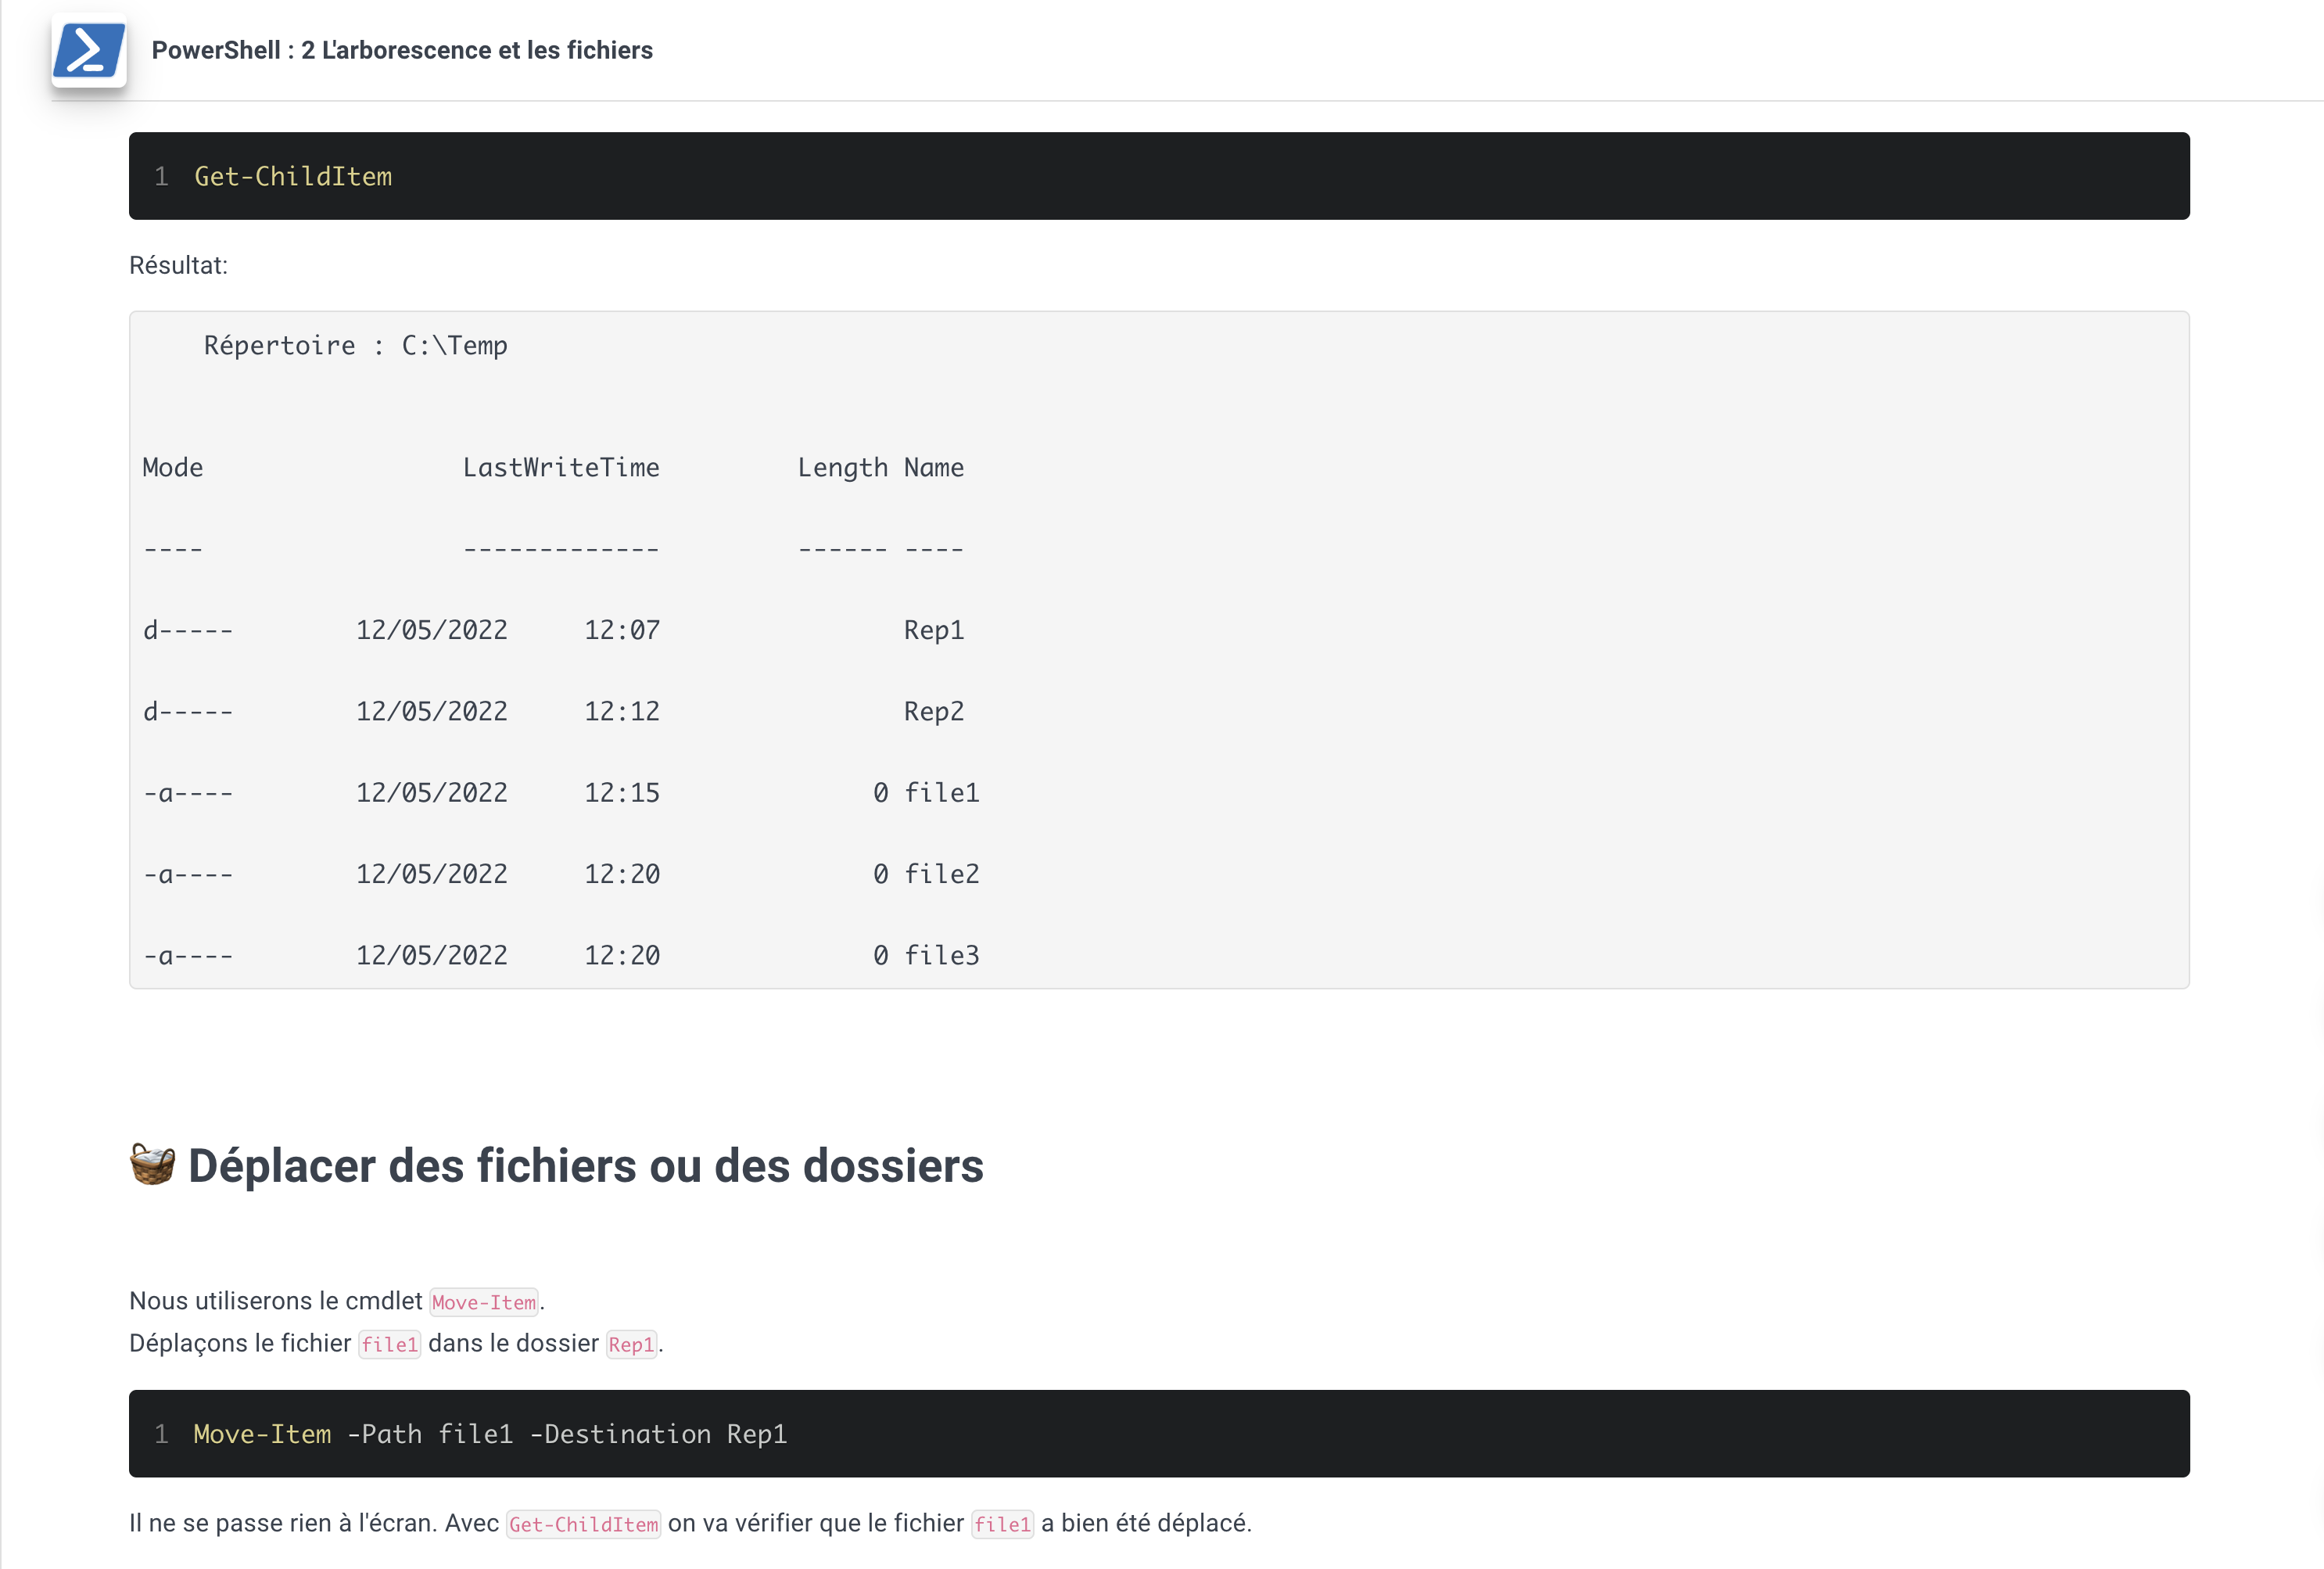 PowerShell : 2 L'arborescence et les fichiers
1 Get-ChildItem
Résultat:
Répertoire : C:\Temp
Mode LastWriteTime Length Name
---- ------------- ------ ----
d----- 12/05/2022 12:07 Rep1
d----- 12/05/2022 12:12 Rep2
-a---- 12/05/2022 12:15 0 file1
-a---- 12/05/2022 12:20 0 file2
-a---- 12/05/2022 12:20 0 file3
Déplacer des fichiers ou des dossiers
Nous utiliserons le cmdlet Move-Item.
Déplaçons le fichier file1 dans le dossier Rep1.
1 Move-Item -Path file1 -Destination Rep1
Il ne se passe rien à l'écran. Avec Get-ChildItem on va vérifier que le fichier file1 a bien été déplacé.